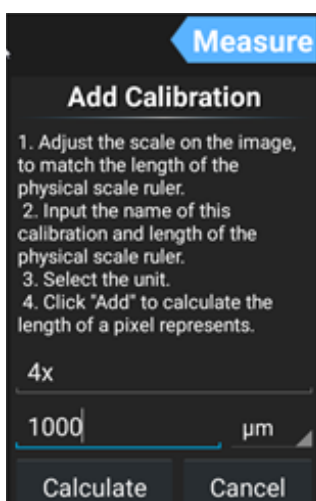 Measure
Add Calibration
1. Adjust the scale on the image,
to match the length of the
physical scale ruler.
2. Input the name of this
calibration and length of the
physical scale ruler.
3. Select the unit.
4. Click "Add" to calculate the
length of a pixel represents.
4x
1000 µm
Calculate Cancel